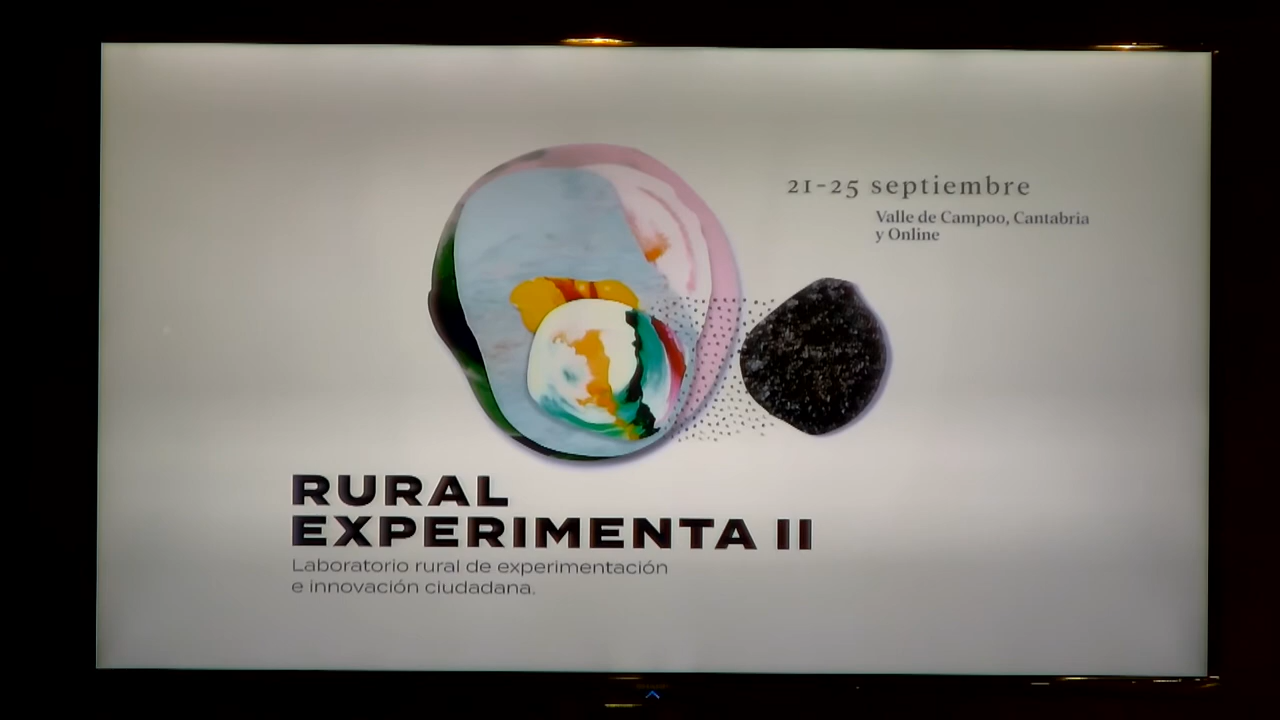 21-25 septiembre
Valle de Campoo, Cantabria
y Online
RURAL
EXPERIMENTA II
Laboratorio rural de experimentación
e innovación ciudadana.